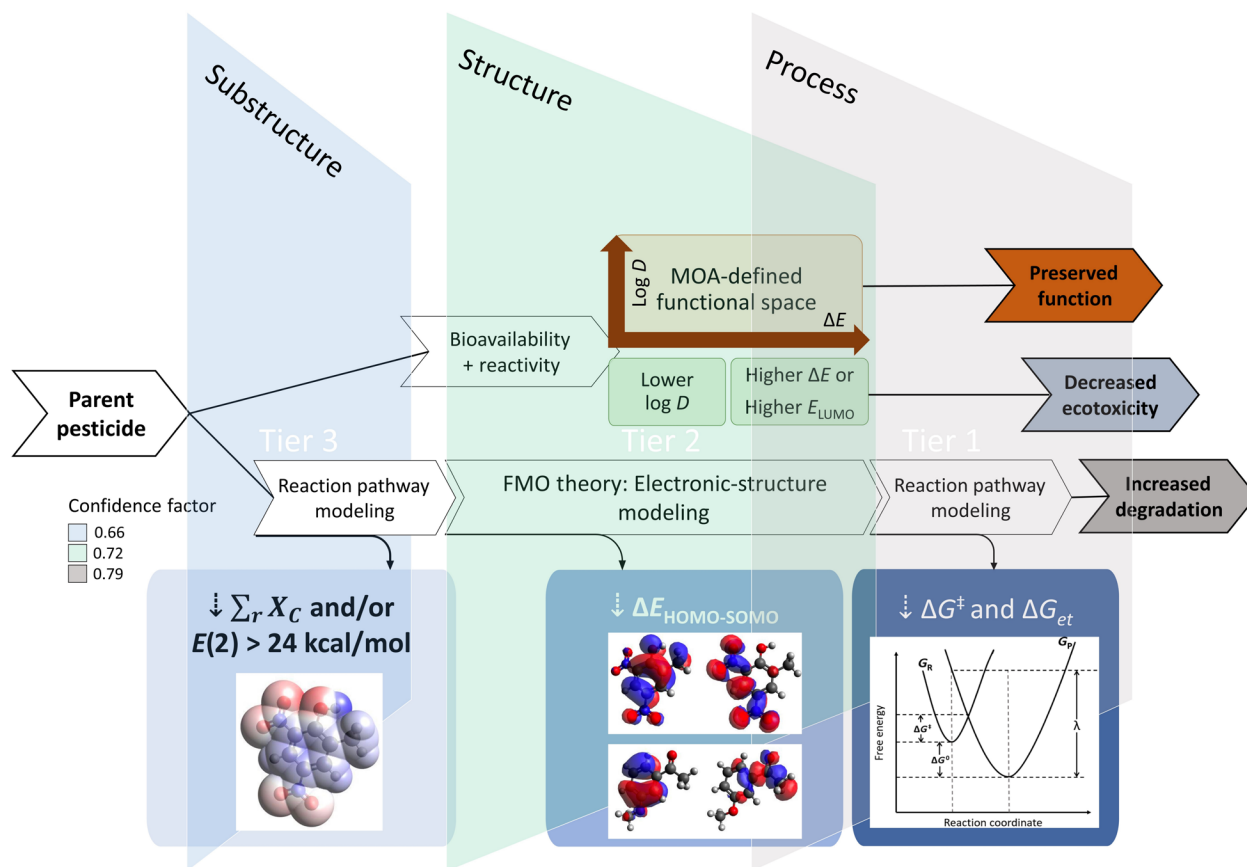 Substructure
Structure
Process
Log D
MOA-defined
functional space
ΔE
Preserved
function
Bioavailability
+ reactivity
Lower
log D
Higher ΔE or
Higher E_LUMO
Decreased
ecotoxicity
Parent
pesticide
Tier 3
Tier 2
Tier 1
Reaction pathway
modeling
FMO theory: Electronic-structure
modeling
Reaction pathway
modeling
Increased
degradation
Confidence factor
0.66
0.72
0.79
⇣ ∑_r X_C and/or
E(2) > 24 kcal/mol
⇣ ΔE_HOMO-SOMO
⇣ ΔG‡ and ΔG_et
G_R
G_P
Free energy
ΔG‡
ΔG⁰
λ
Reaction coordinate